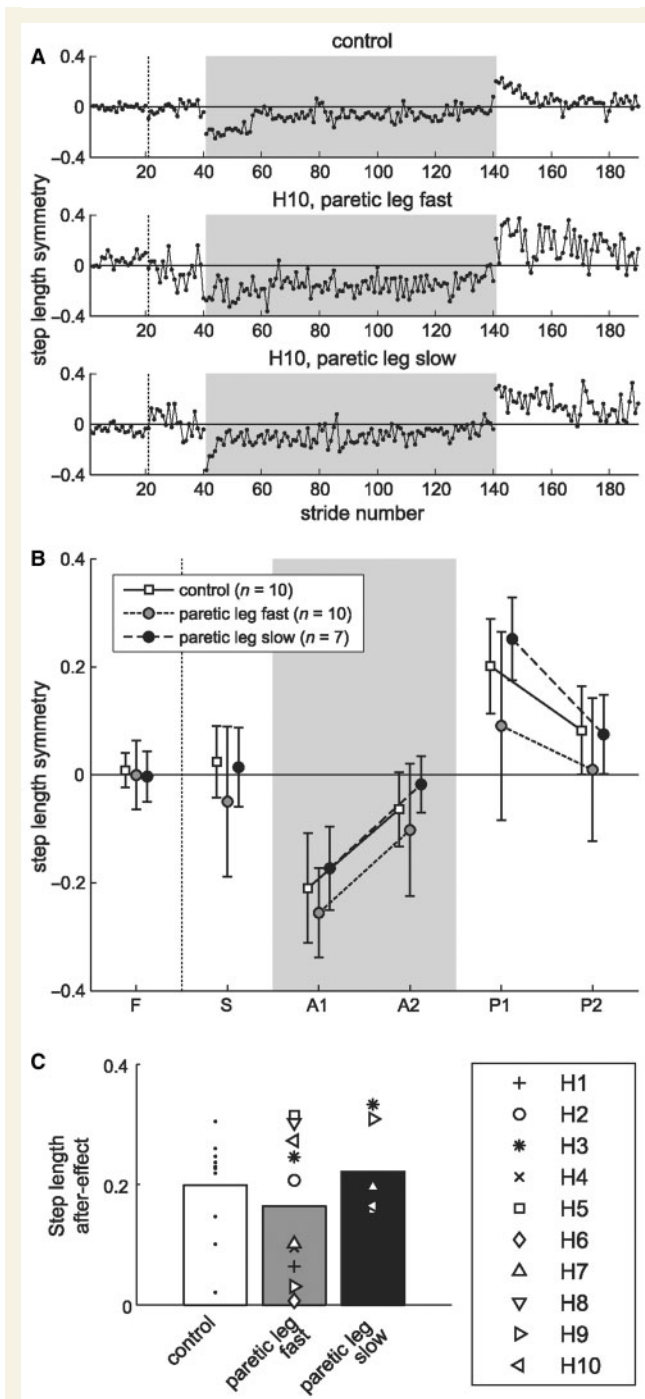 A
control
0.4
0
–0.4
20 40 60 80 100 120 140 160 180
H10, paretic leg fast
0.4
0
–0.4
20 40 60 80 100 120 140 160 180
H10, paretic leg slow
0.4
0
–0.4
20 40 60 80 100 120 140 160 180
step length symmetry
stride number
B
0.4
0.2
0
–0.2
–0.4
step length symmetry
control (n = 10)
paretic leg fast (n = 10)
paretic leg slow (n = 7)
F S A1 A2 P1 P2
C
0.4
0.2
0
Step length
after-effect
control
paretic leg
fast
paretic leg
slow
H1
H2
H3
H4
H5
H6
H7
H8
H9
H10